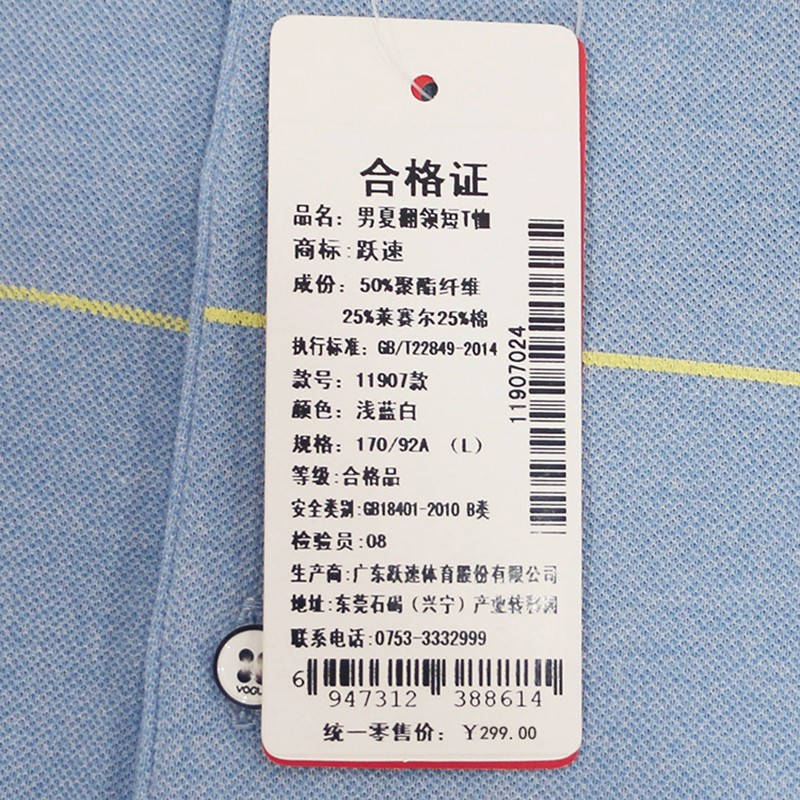 合格证
品名：男夏翻领短T恤
商标：跃速
成份：50%聚酯纤维
25%莱赛尔25%棉
执行标准：GB/T22849-2014
款号：11907款
颜色：浅蓝白
规格：170/92A （L）
等级：合格品
安全类别：GB18401-2010 B类
检验员：08
生产商：广东跃速体育股份有限公司
地址：东莞石碣（兴宁）产业转移园
联系电话：0753-3332999
11907024
6 947312 388614
统一零售价：￥299.00
VOGU